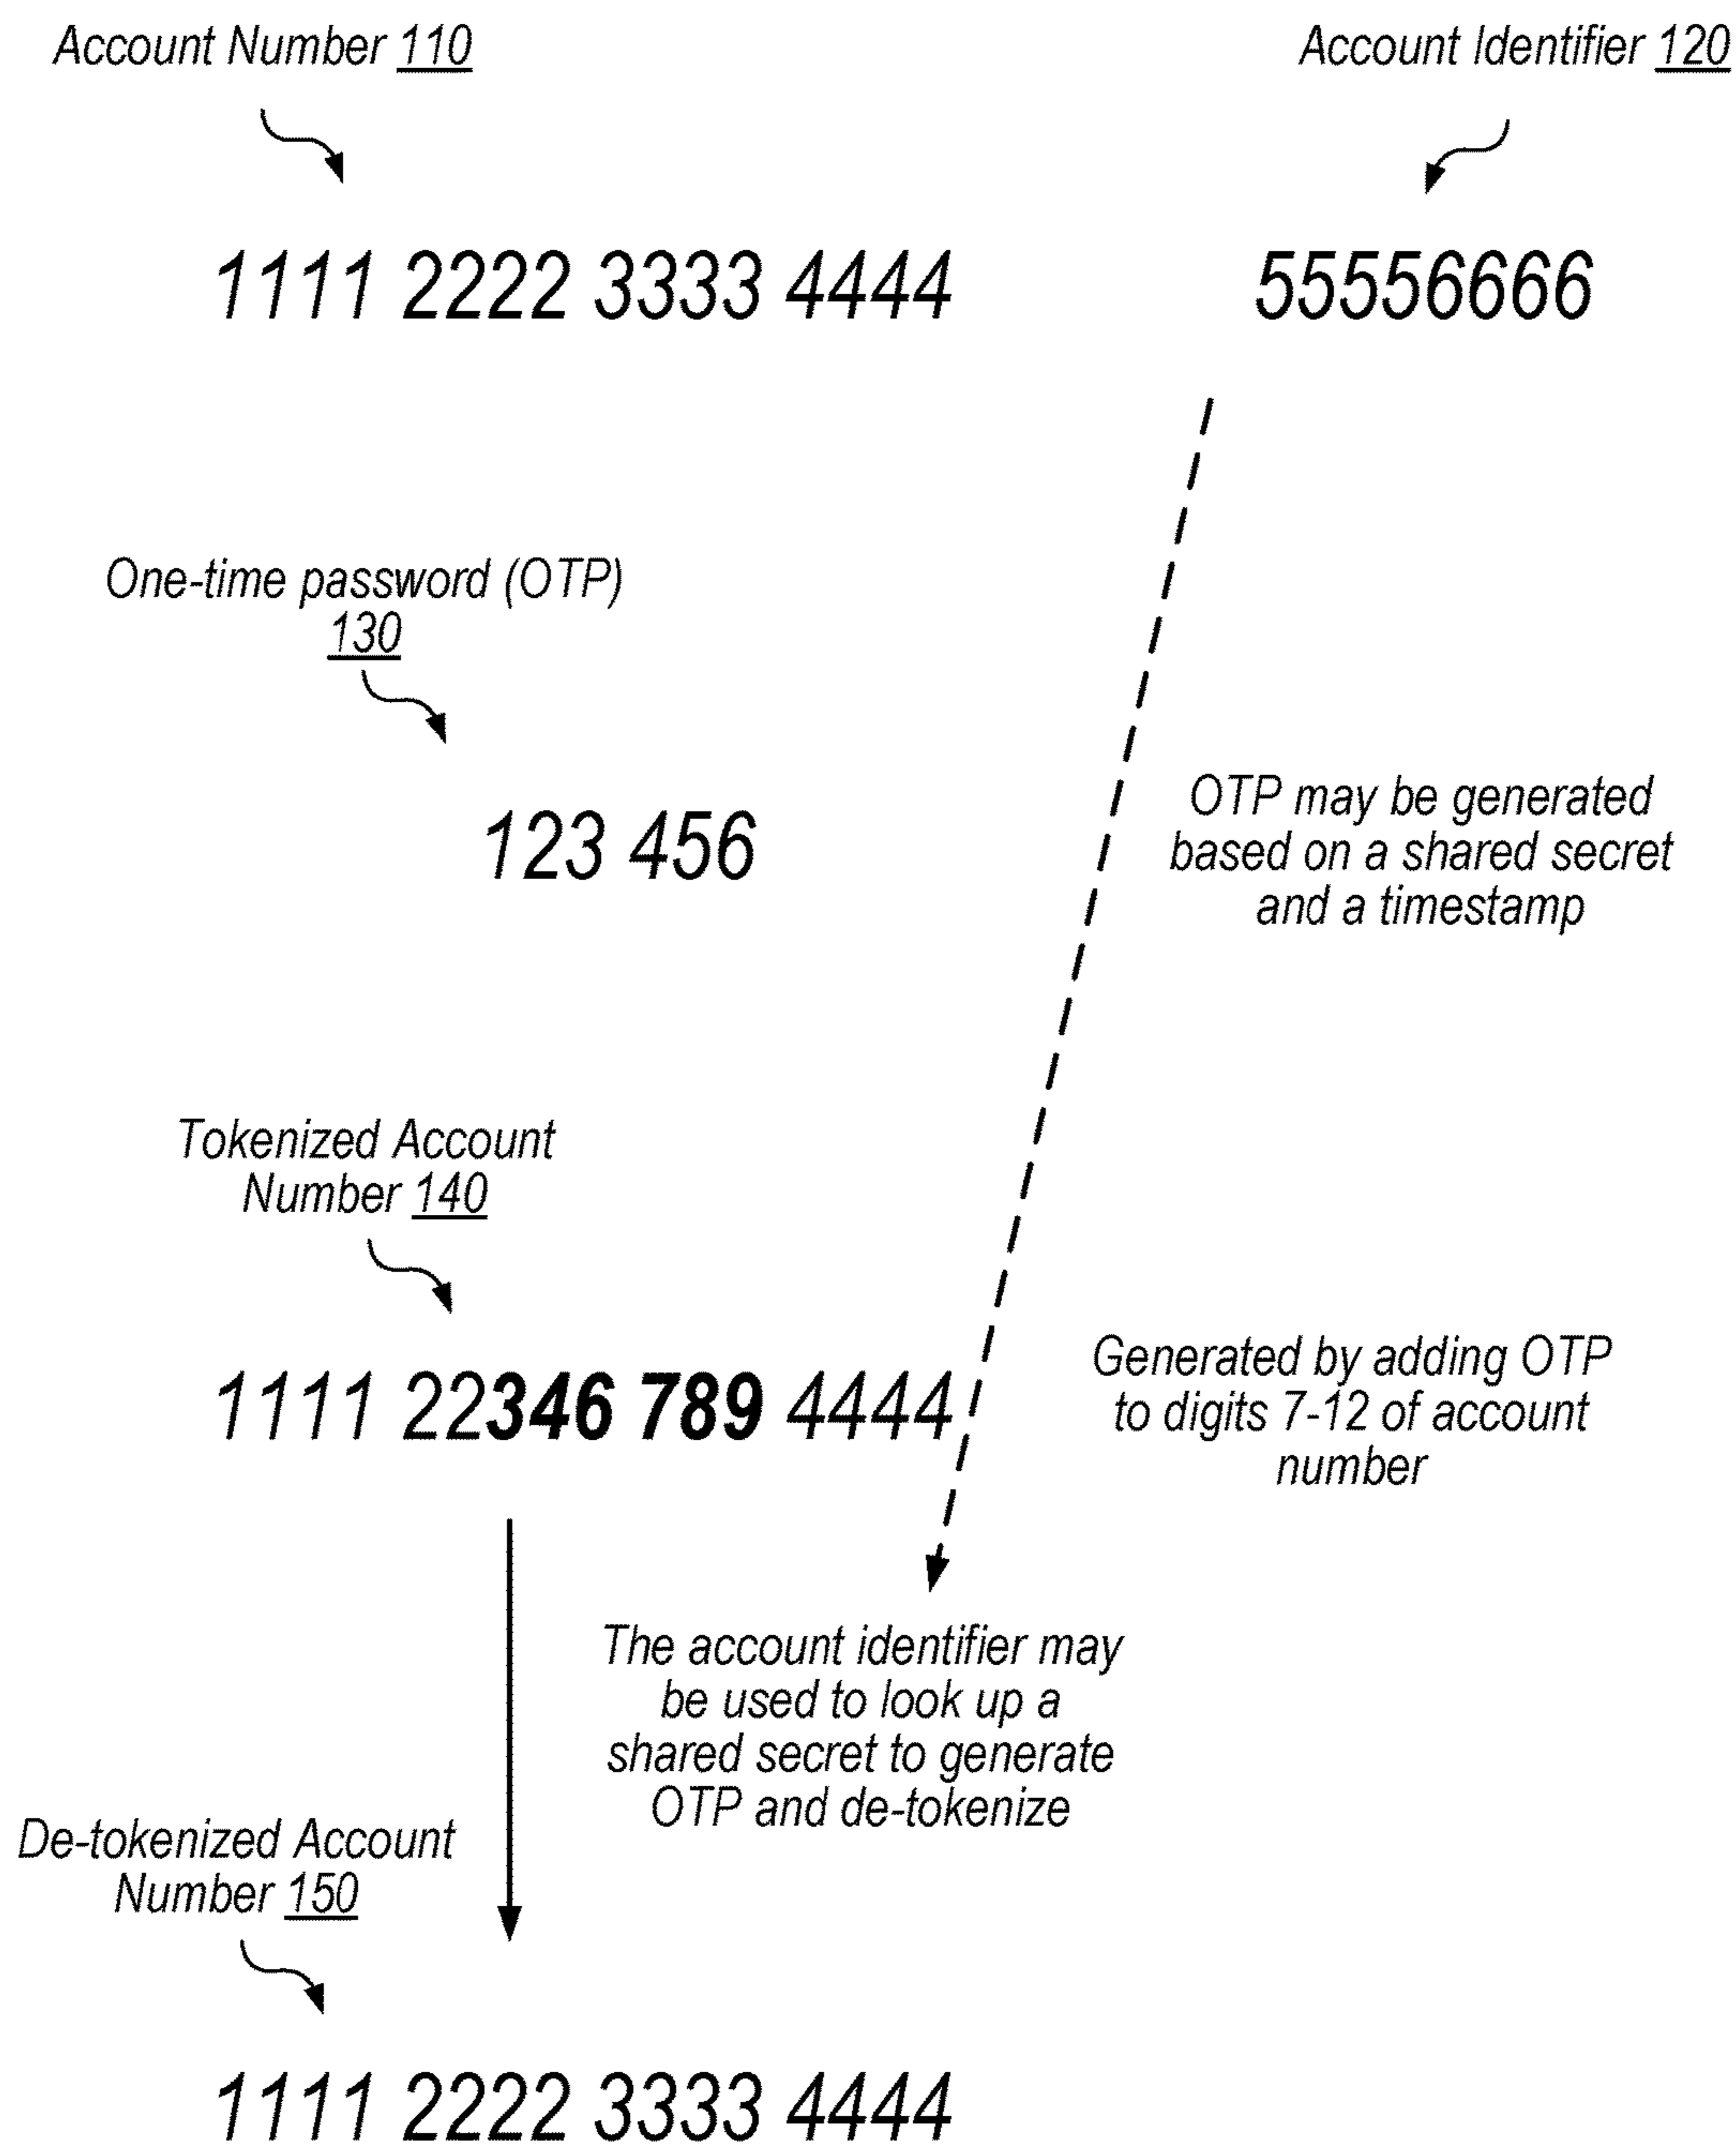 Account Number 110
Account Identifier 120
1111 2222 3333 4444
55556666
One-time password (OTP)
130
123 456
OTP may be generated
based on a shared secret
and a timestamp
Tokenized Account
Number 140
1111 22346 789 4444
Generated by adding OTP
to digits 7-12 of account
number
The account identifier may
be used to look up a
shared secret to generate
OTP and de-tokenize
De-tokenized Account
Number 150
1111 2222 3333 4444